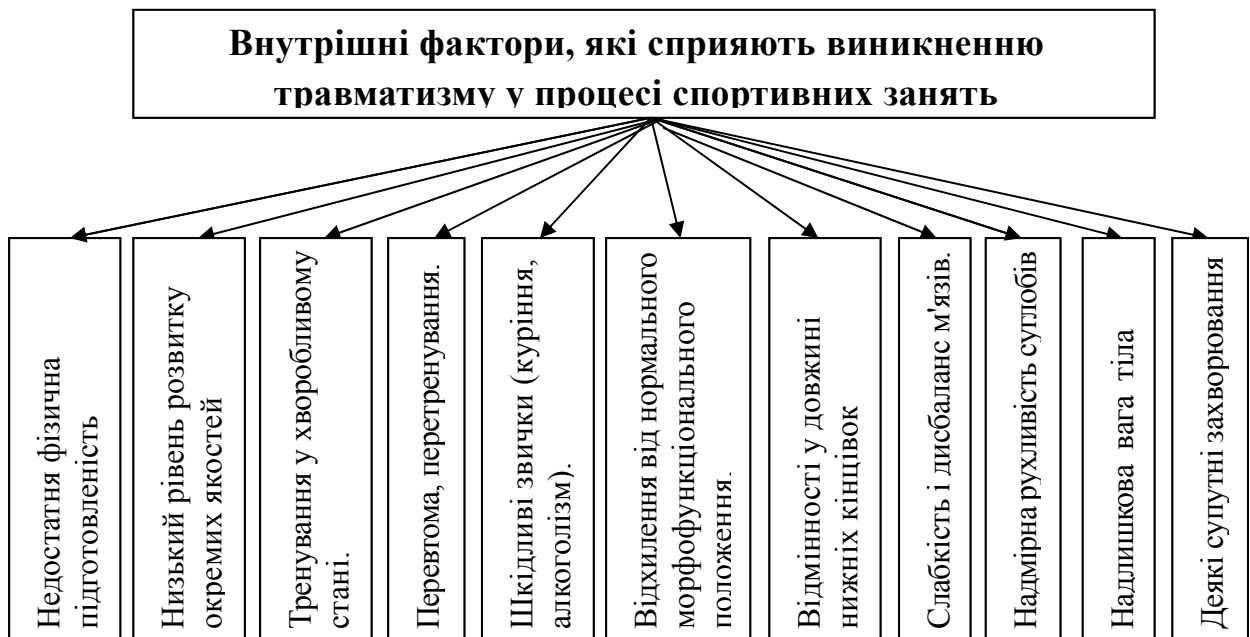 Внутрішні фактори, які сприяють виникненню
травматизму у процесі спортивних занять
Недостатня фізична
підготовленість
Низький рівень розвитку
окремих якостей
Тренування у хворобливому
стані.
Перевтома, перетренування.
Шкідливі звички (куріння,
алкоголізм).
Відхилення від нормального
морфофункціонального
положення.
Відмінності у довжині
нижніх кінцівок
Слабкість і дисбаланс м'язів.
Надмірна рухливість суглобів
Надлишкова вага тіла
Деякі супутні захворювання